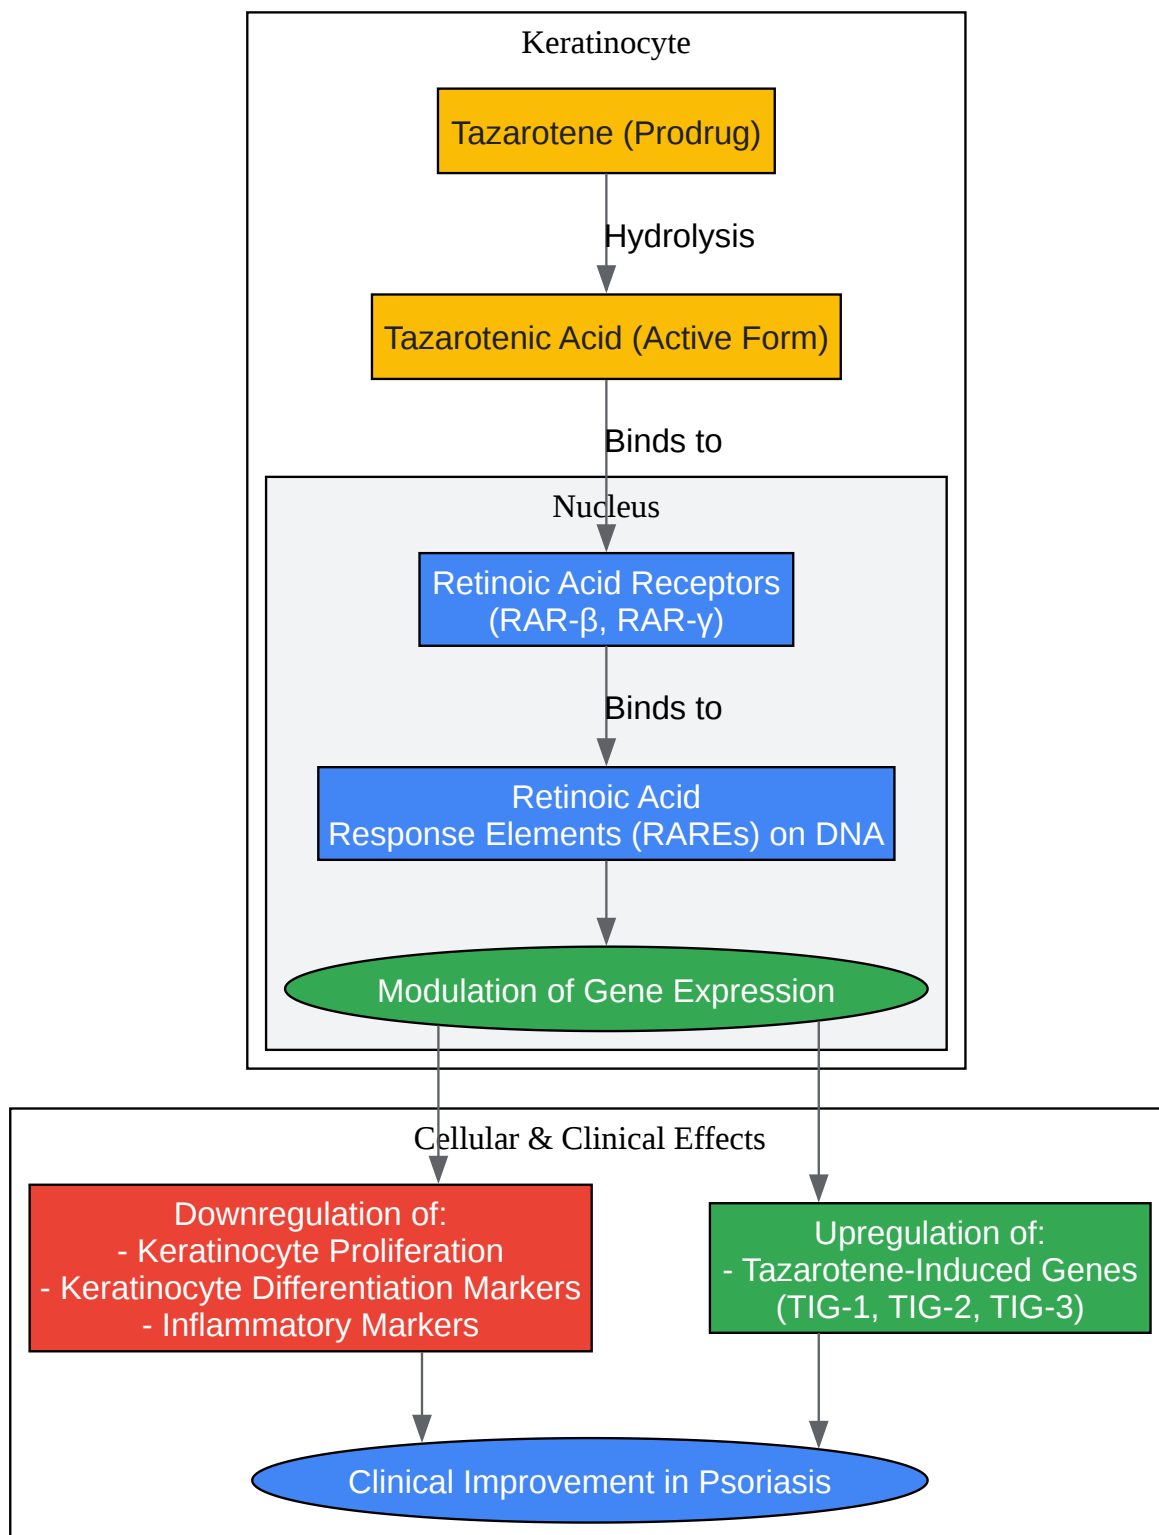 Keratinocyte
Tazarotene (Prodrug)
Hydrolysis
Tazarotenic Acid (Active Form)
Binds to
Nucleus
Retinoic Acid Receptors
(RAR-β, RAR-γ)
Binds to
Retinoic Acid
Response Elements (RAREs) on DNA
Modulation of Gene Expression
Cellular & Clinical Effects
Downregulation of:
- Keratinocyte Proliferation
- Keratinocyte Differentiation Markers
- Inflammatory Markers
Upregulation of:
- Tazarotene-Induced Genes
(TIG-1, TIG-2, TIG-3)
Clinical Improvement in Psoriasis